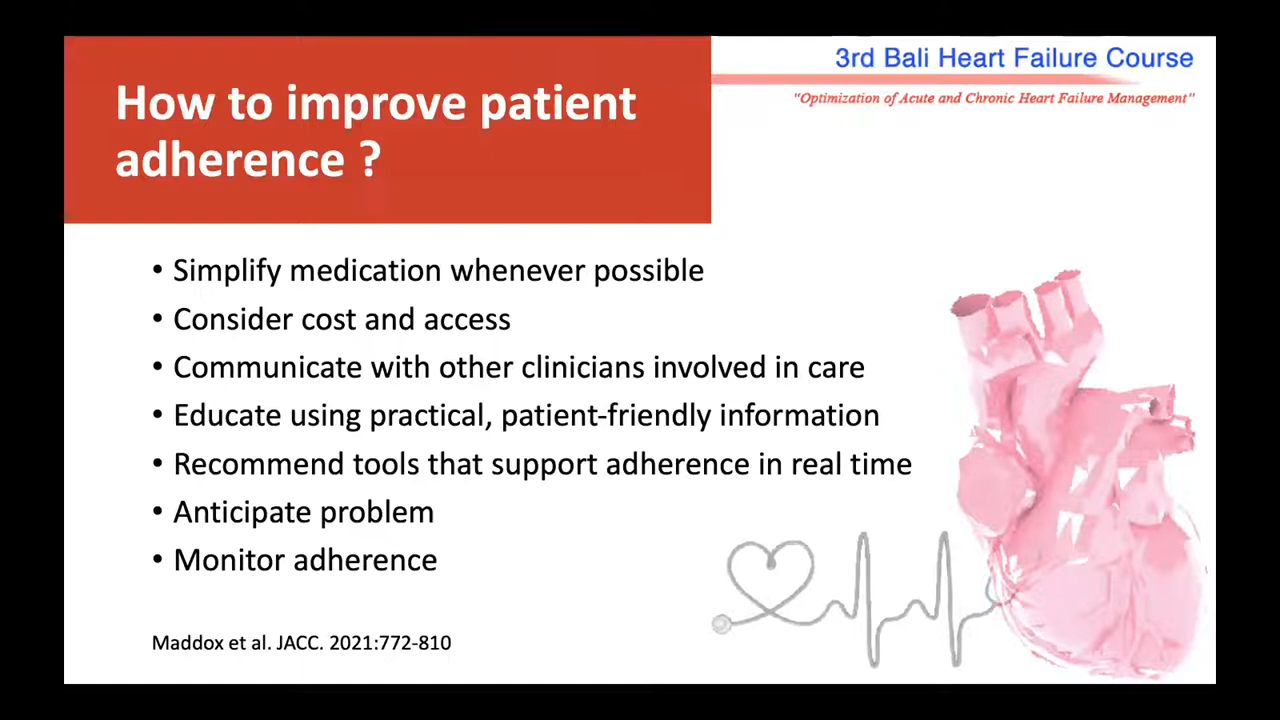 3rd Bali Heart Failure Course
“Optimization of Acute and Chronic Heart Failure Management”
How to improve patient
adherence ?
• Simplify medication whenever possible
• Consider cost and access
• Communicate with other clinicians involved in care
• Educate using practical, patient-friendly information
• Recommend tools that support adherence in real time
• Anticipate problem
• Monitor adherence
Maddox et al. JACC. 2021:772-810